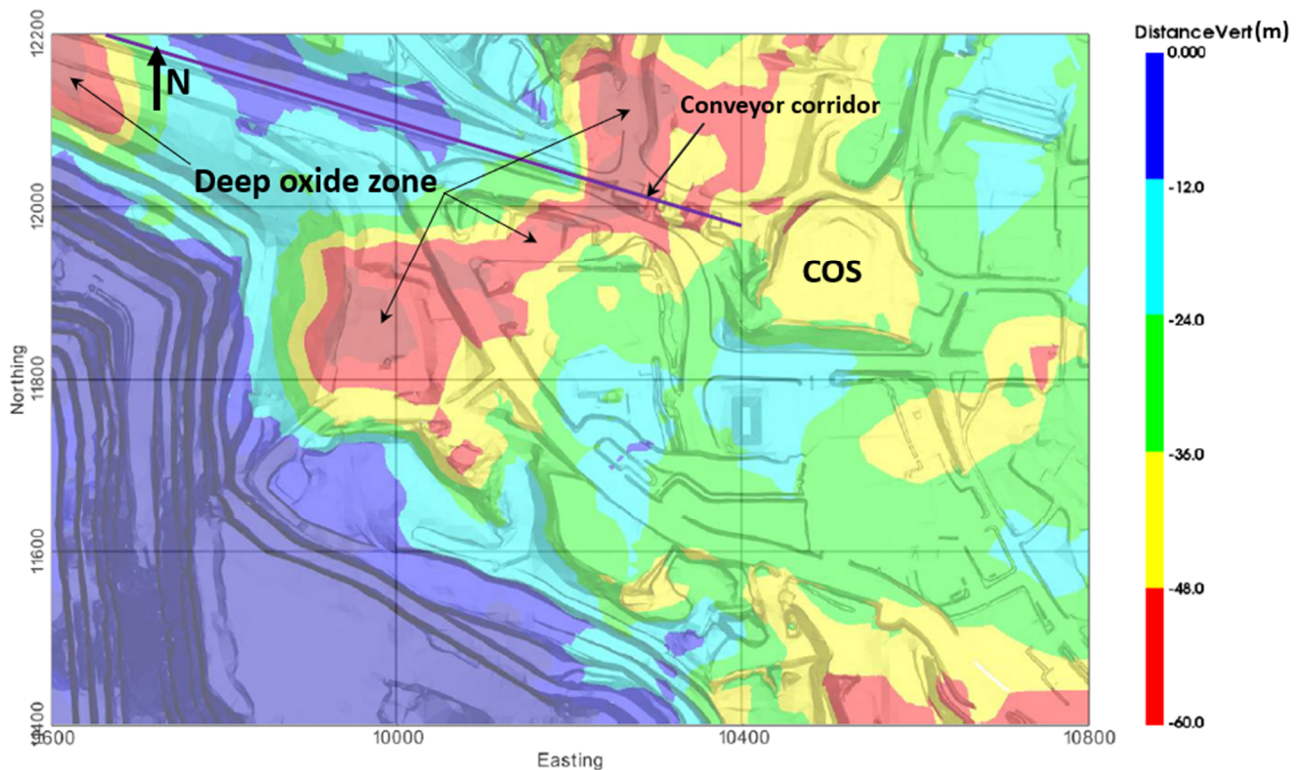 DistanceVert(m)
0.000
-12.0
-24.0
-36.0
-48.0
-60.0
N
Conveyor corridor
Deep oxide zone
COS
12200
12000
11800
11600
Northing
10000
10400
10800
Easting